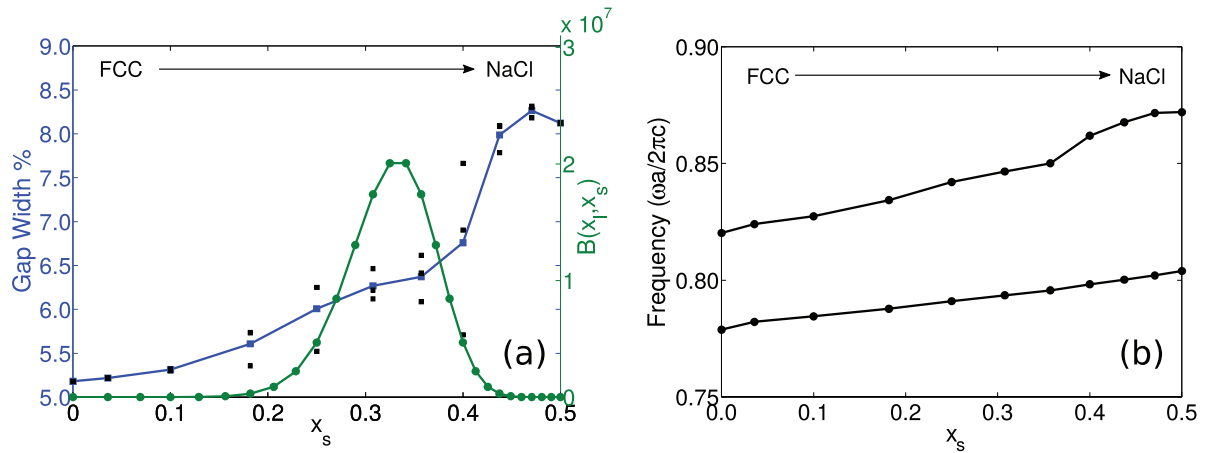 x 10⁷
9.0
8.5
8.0
7.5
7.0
6.5
6.0
5.5
5.0
Gap Width %
FCC
NaCl
3
2
1
0
B(x_l,x_s)
(a)
0
0.1
0.2
0.3
0.4
0.5
x_s
0.90
0.85
0.80
0.75
Frequency (ωa/2πc)
FCC
NaCl
(b)
0.0
0.1
0.2
0.3
0.4
0.5
x_s